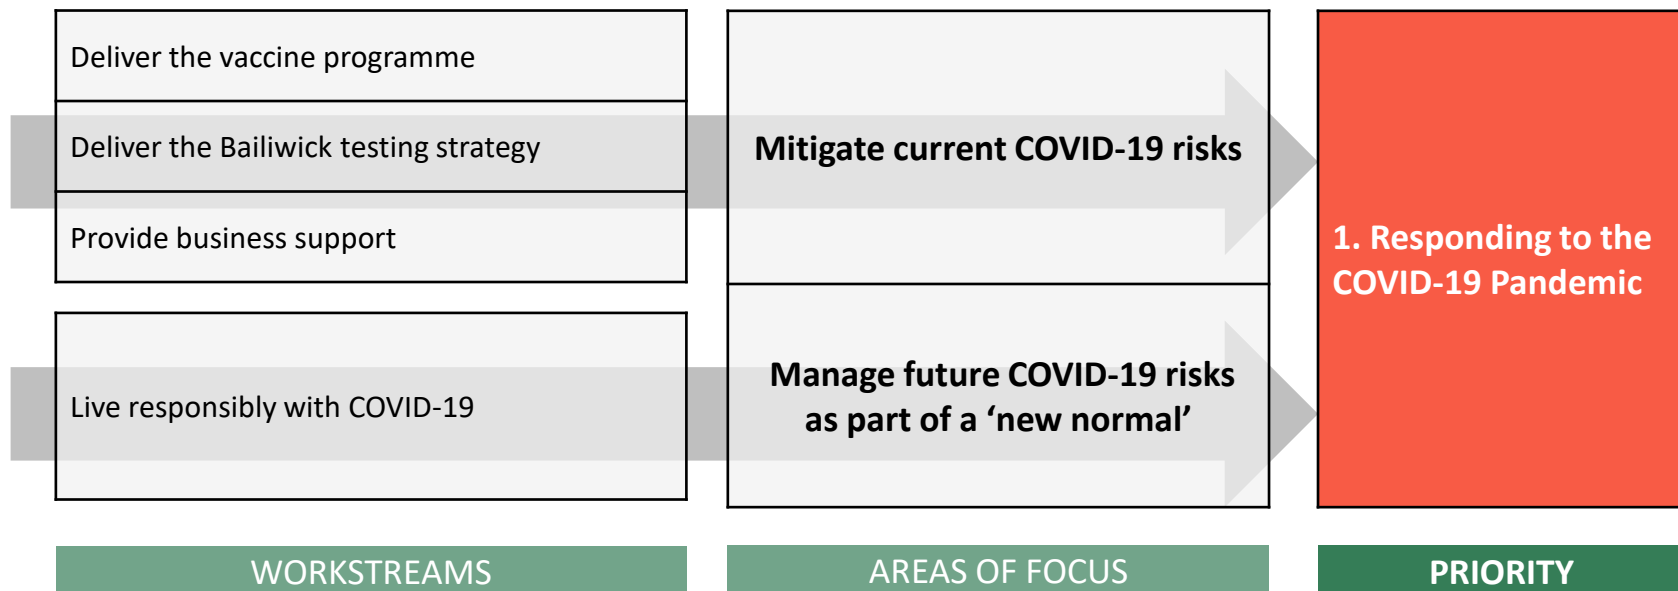 Deliver the vaccine programme
Deliver the Bailiwick testing strategy
Provide business support
Mitigate current COVID-19 risks
Live responsibly with COVID-19
Manage future COVID-19 risks
as part of a ‘new normal’
1. Responding to the
COVID-19 Pandemic
WORKSTREAMS
AREAS OF FOCUS
PRIORITY